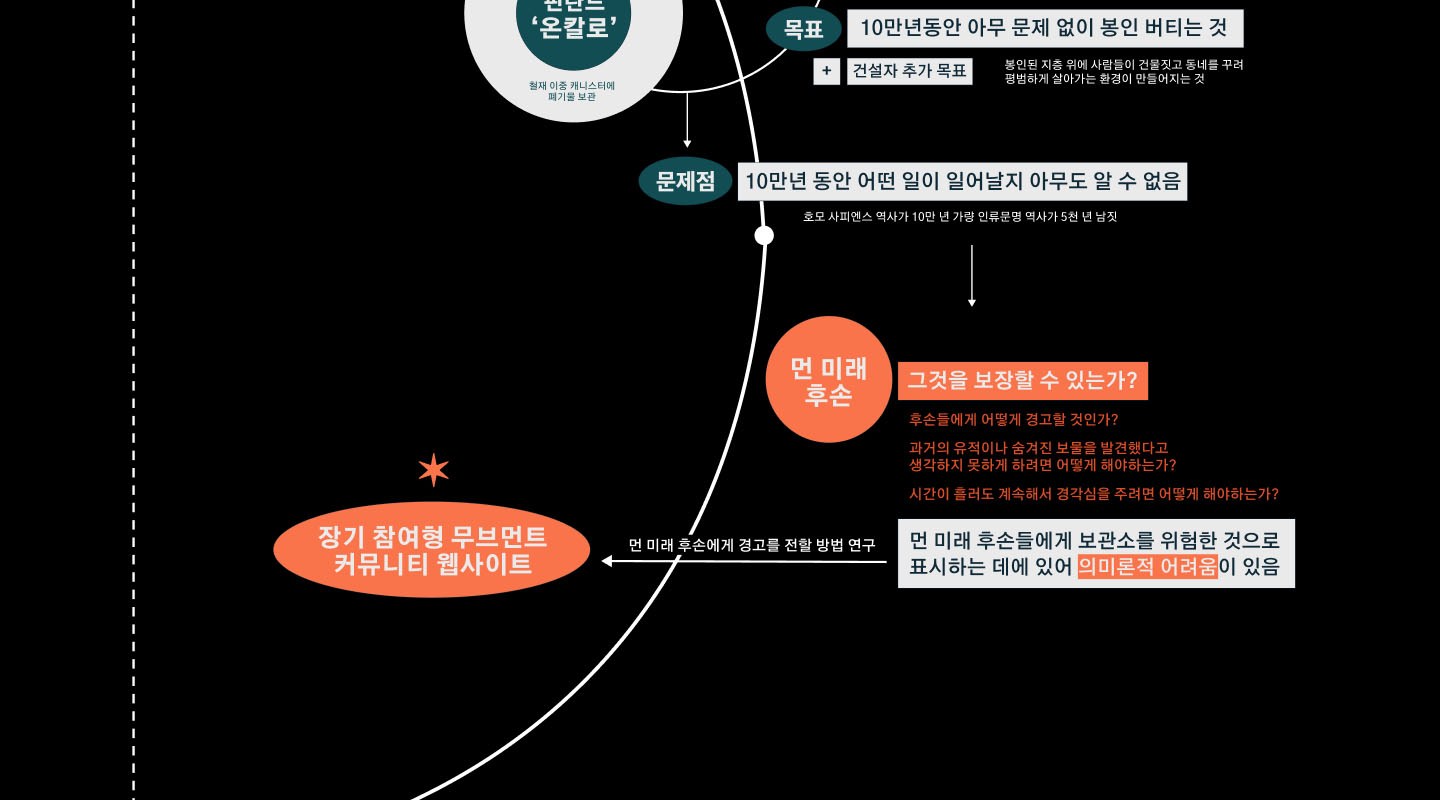 핀란드
‘온칼로’
철재 이중 캐니스터에
폐기물 보관
목표
10만년동안 아무 문제 없이 봉인 버티는 것
+
건설자 추가 목표
봉인된 지층 위에 사람들이 건물짓고 동네를 꾸려
평범하게 살아가는 환경이 만들어지는 것
문제점
10만년 동안 어떤 일이 일어날지 아무도 알 수 없음
호모 사피엔스 역사가 10만 년 가량 인류문명 역사가 5천 년 남짓
먼 미래
후손
그것을 보장할 수 있는가?
후손들에게 어떻게 경고할 것인가?
과거의 유적이나 숨겨진 보물을 발견했다고
생각하지 못하게 하려면 어떻게 해야하는가?
시간이 흘러도 계속해서 경각심을 주려면 어떻게 해야하는가?
먼 미래 후손들에게 보관소를 위험한 것으로
표시하는 데에 있어 의미론적 어려움이 있음
먼 미래 후손에게 경고를 전할 방법 연구
장기 참여형 무브먼트
커뮤니티 웹사이트